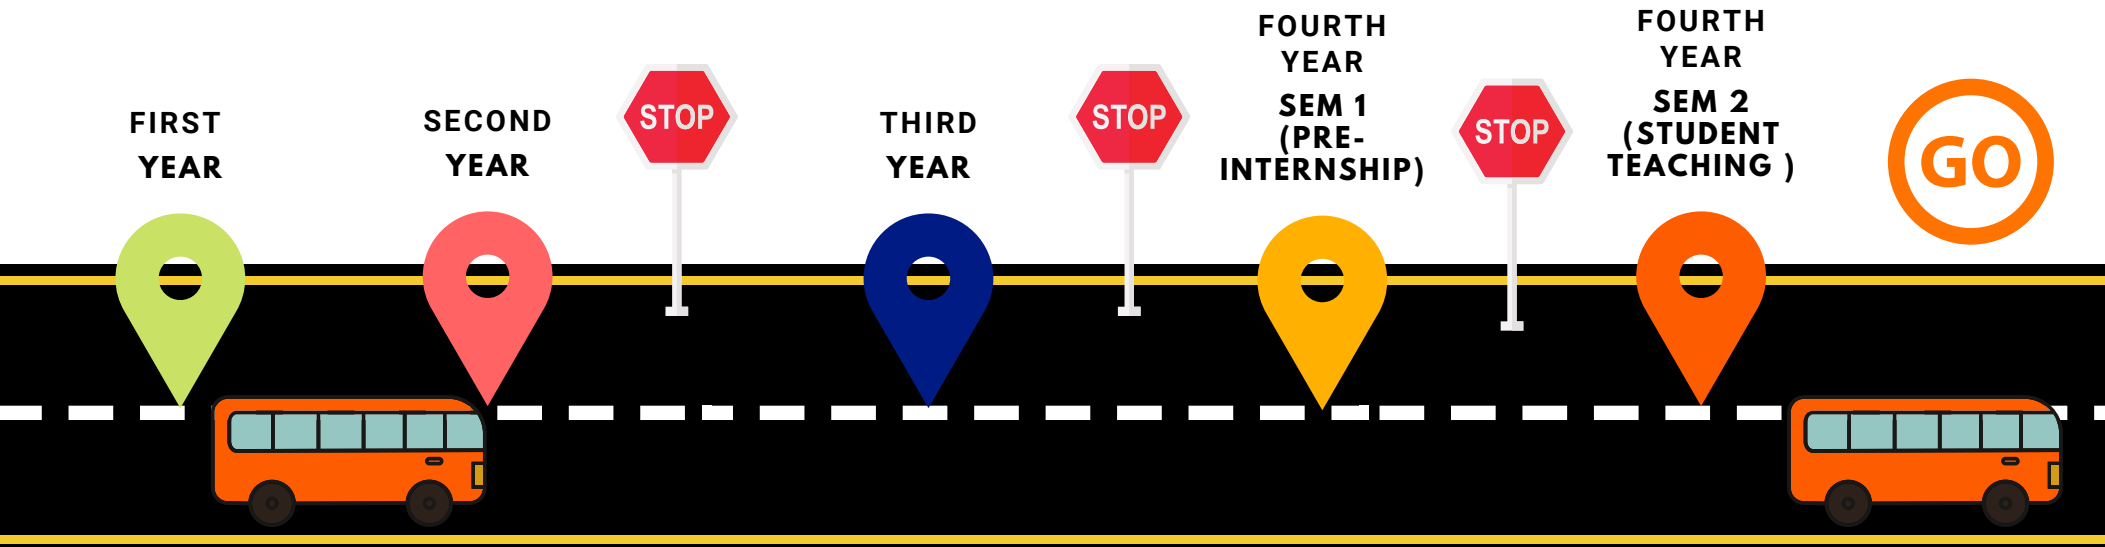 FIRST
YEAR
SECOND
YEAR
STOP
THIRD
YEAR
STOP
FOURTH
YEAR
SEM 1
(PRE-
INTERNSHIP)
STOP
FOURTH
YEAR
SEM 2
(STUDENT
TEACHING )
GO